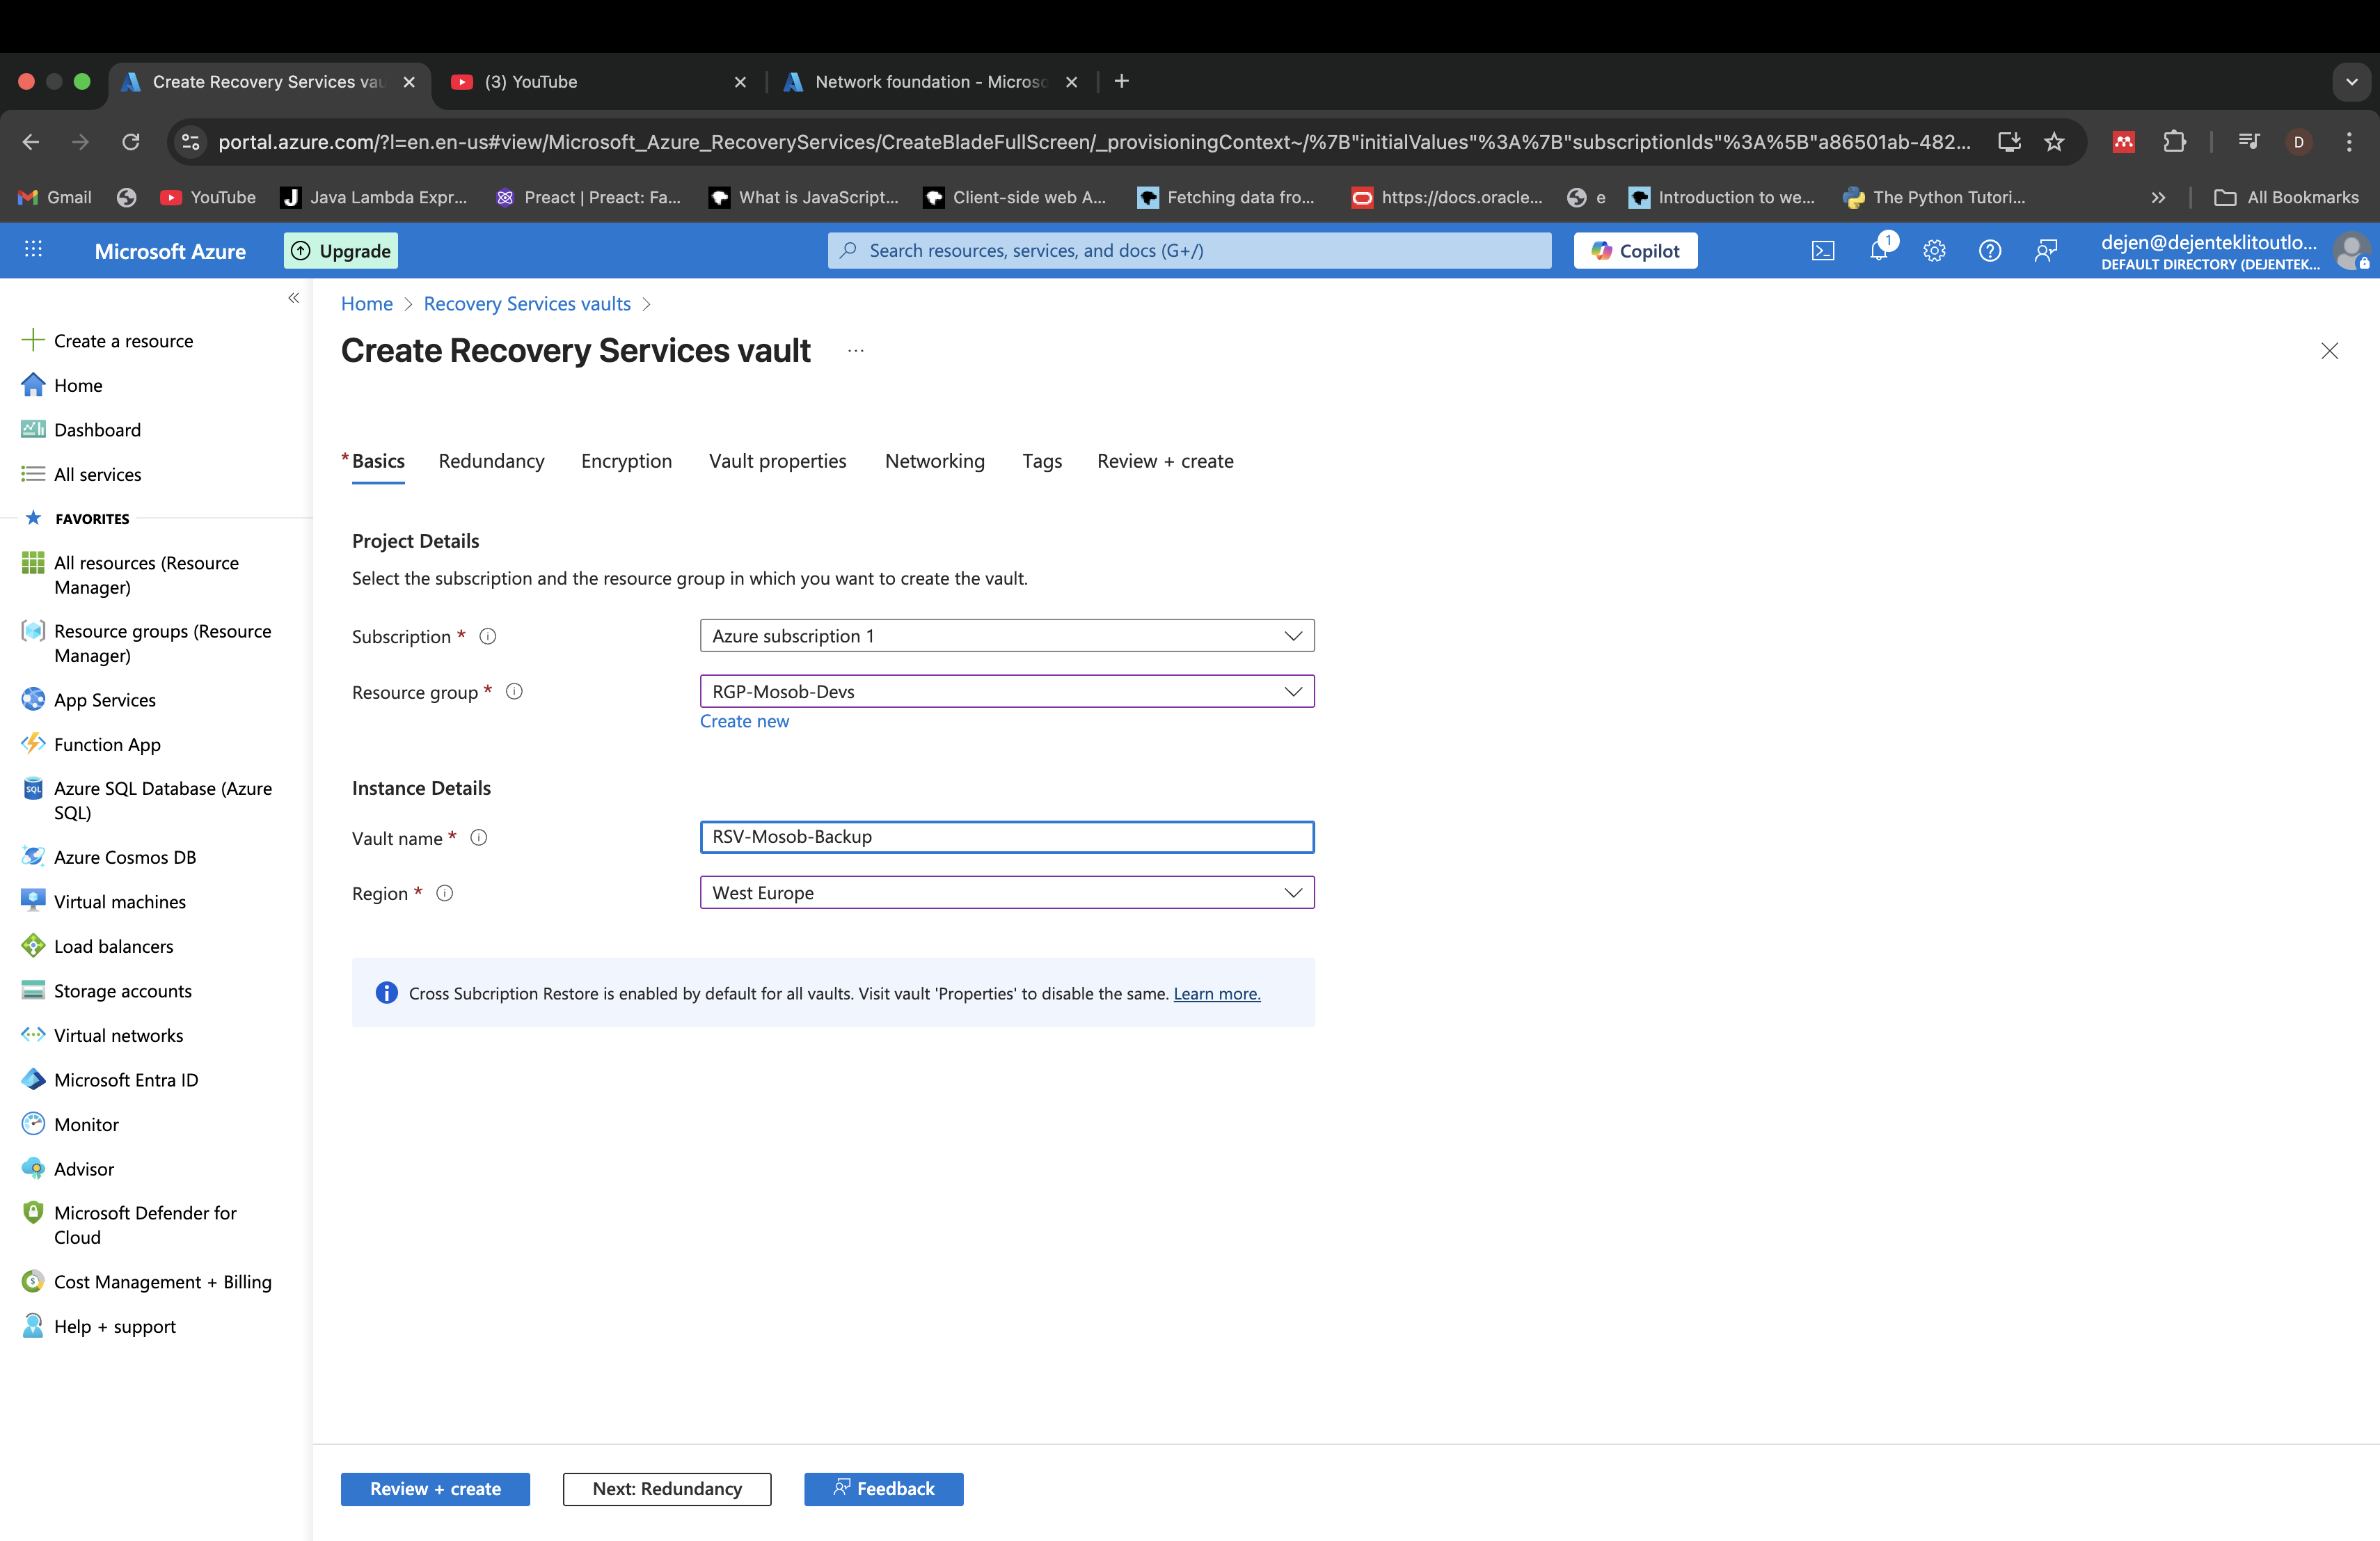 Create Recovery Services vau
(3) YouTube
Network foundation - Microso
portal.azure.com/?l=en.en-us#view/Microsoft_Azure_RecoveryServices/CreateBladeFullScreen/_provisioningContext~/%7B"initialValues"%3A%7B"subscriptionIds"%3A%5B"a86501ab-482...
D
Gmail
YouTube
Java Lambda Expr...
Preact | Preact: Fa...
What is JavaScript...
Client-side web A...
Fetching data fro...
https://docs.oracle...
e
Introduction to we...
The Python Tutori...
All Bookmarks
Microsoft Azure
Upgrade
Search resources, services, and docs (G+/)
Copilot
1
dejen@dejenteklitoutlo...
DEFAULT DIRECTORY (DEJENTEK...
Create a resource
Home
Dashboard
All services
FAVORITES
All resources (Resource
Manager)
Resource groups (Resource
Manager)
App Services
Function App
Azure SQL Database (Azure
SQL)
Azure Cosmos DB
Virtual machines
Load balancers
Storage accounts
Virtual networks
Microsoft Entra ID
Monitor
Advisor
Microsoft Defender for
Cloud
Cost Management + Billing
Help + support
Home > Recovery Services vaults >
Create Recovery Services vault ...
* Basics Redundancy Encryption Vault properties Networking Tags Review + create
Project Details
Select the subscription and the resource group in which you want to create the vault.
Subscription * Azure subscription 1
Resource group * RGP-Mosob-Devs
Create new
Instance Details
Vault name * RSV-Mosob-Backup
Region * West Europe
Cross Subcription Restore is enabled by default for all vaults. Visit vault 'Properties' to disable the same. Learn more.
Review + create
Next: Redundancy
Feedback